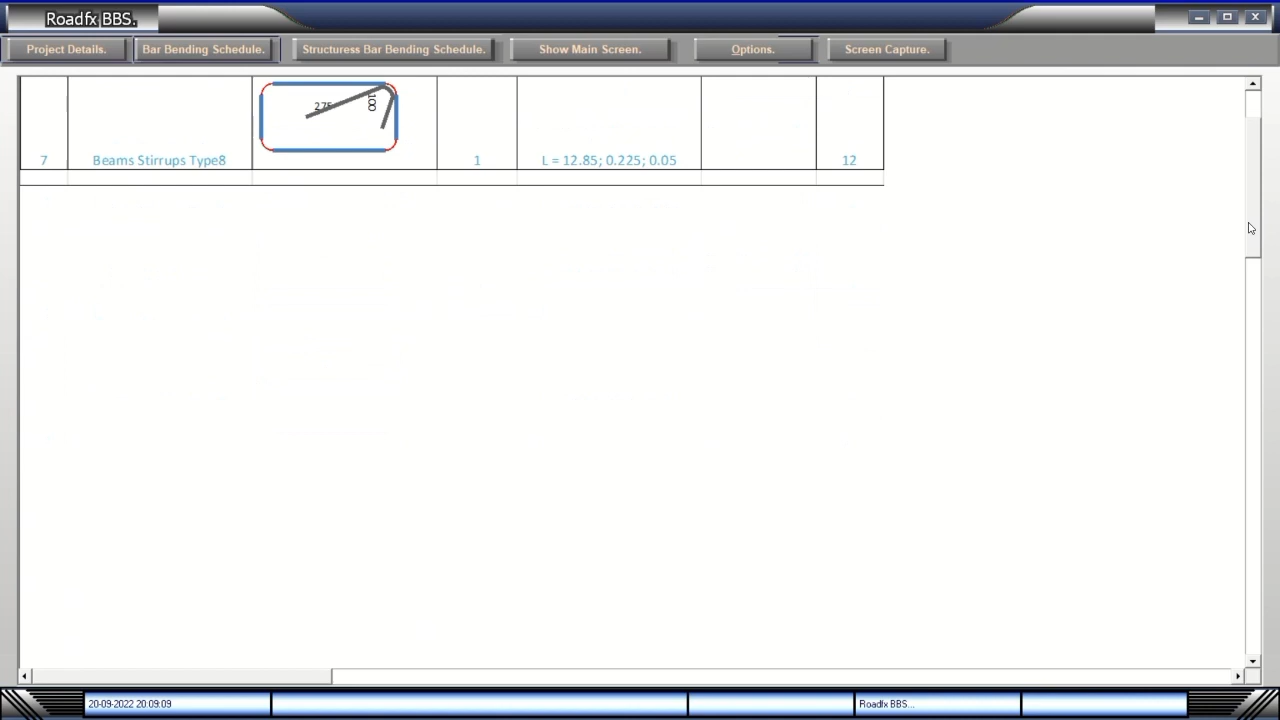 Roadfx BBS.
Project Details.
Bar Bending Schedule.
Structuress Bar Bending Schedule.
Show Main Screen.
Options.
Screen Capture.
275
100
7
Beams Stirrups Type8
1
L = 12.85; 0.225; 0.05
12
20-09-2022 20:09:09
Roadfx BBS...